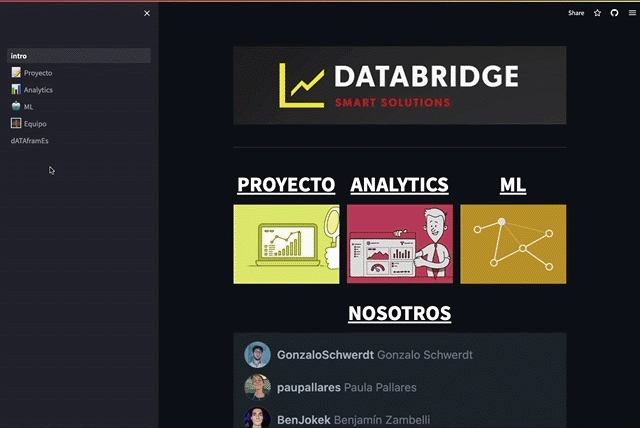 Share
intro
Proyecto
Analytics
ML
Equipo
dATAframEs
DATABRIDGE
SMART SOLUTIONS
PROYECTO ANALYTICS ML
NOSOTROS
GonzaloSchwerdt Gonzalo Schwerdt
paupallares Paula Pallares
BenJokek Benjamín Zambelli